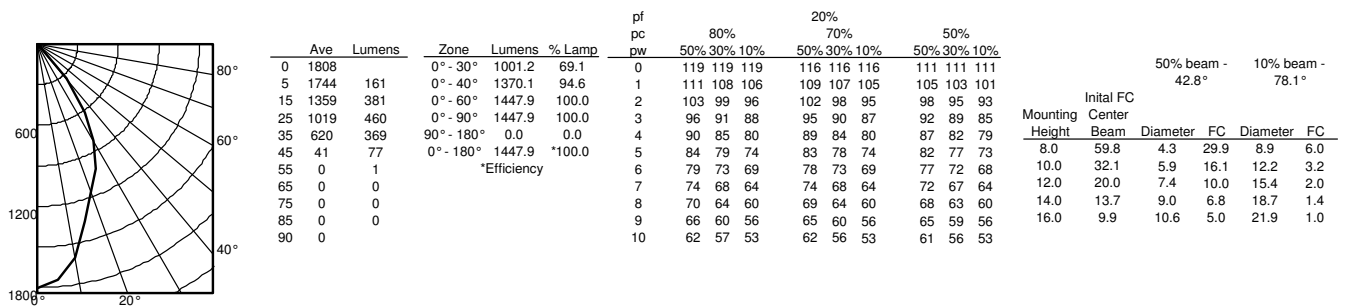 600
1200
1800
0°
20°
40°
60°
80°
Ave Lumens
0 1808
5 1744 161
15 1359 381
25 1019 460
35 620 369
45 41 77
55 0 1
65 0 0
75 0 0
85 0 0
90 0
Zone Lumens % Lamp
0° - 30° 1001.2 69.1
0° - 40° 1370.1 94.6
0° - 60° 1447.9 100.0
0° - 90° 1447.9 100.0
90° - 180° 0.0 0.0
0° - 180° 1447.9 *100.0
*Efficiency
pf 20%
pc 80% 70% 50%
pw 50% 30% 10% 50% 30% 10% 50% 30% 10%
0 119 119 119 116 116 116 111 111 111
1 111 108 106 109 107 105 105 103 101
2 103 99 96 102 98 95 98 95 93
3 96 91 88 95 90 87 92 89 85
4 90 85 80 89 84 80 87 82 79
5 84 79 74 83 78 74 82 77 73
6 79 73 69 78 73 69 77 72 68
7 74 68 64 74 68 64 72 67 64
8 70 64 60 69 64 60 68 63 60
9 66 60 56 65 60 56 65 59 56
10 62 57 53 62 56 53 61 56 53
50% beam - 10% beam -
42.8° 78.1°
Inital FC
Mounting Center
Height Beam Diameter FC Diameter FC
8.0 59.8 4.3 29.9 8.9 6.0
10.0 32.1 5.9 16.1 12.2 3.2
12.0 20.0 7.4 10.0 15.4 2.0
14.0 13.7 9.0 6.8 18.7 1.4
16.0 9.9 10.6 5.0 21.9 1.0